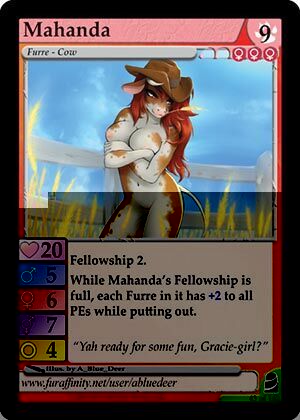 Mahanda
9
Furre - Cow
20
5
6
7
4
Fellowship 2.
While Mahanda's Fellowship is
full, each Furre in it has +2 to all
PEs while putting out.
"Yah ready for some fun, Gracie-girl?"
Illus. by A_Blue_Deer
www.furaffinity.net/user/abluedeer